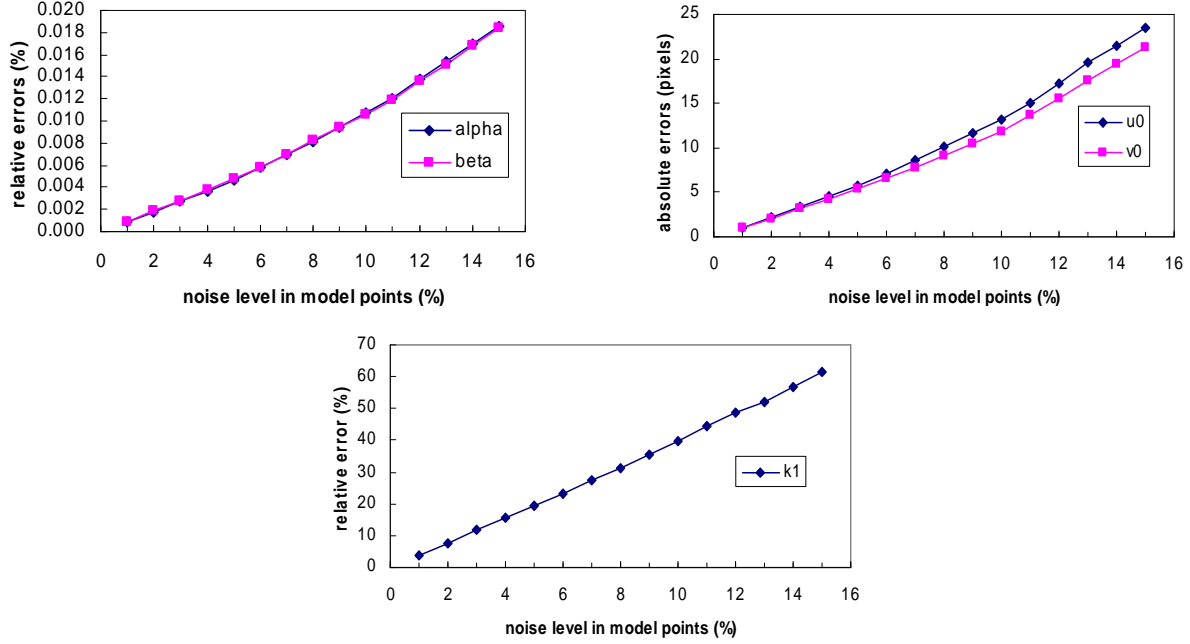 relative errors (%)
0.020
0.018
0.016
0.014
0.012
0.010
0.008
0.006
0.004
0.002
0.000
0 2 4 6 8 10 12 14 16
noise level in model points (%)
alpha
beta
absolute errors (pixels)
25
20
15
10
5
0
0 2 4 6 8 10 12 14 16
noise level in model points (%)
u0
v0
relative error (%)
70
60
50
40
30
20
10
0
0 2 4 6 8 10 12 14 16
noise level in model points (%)
k1